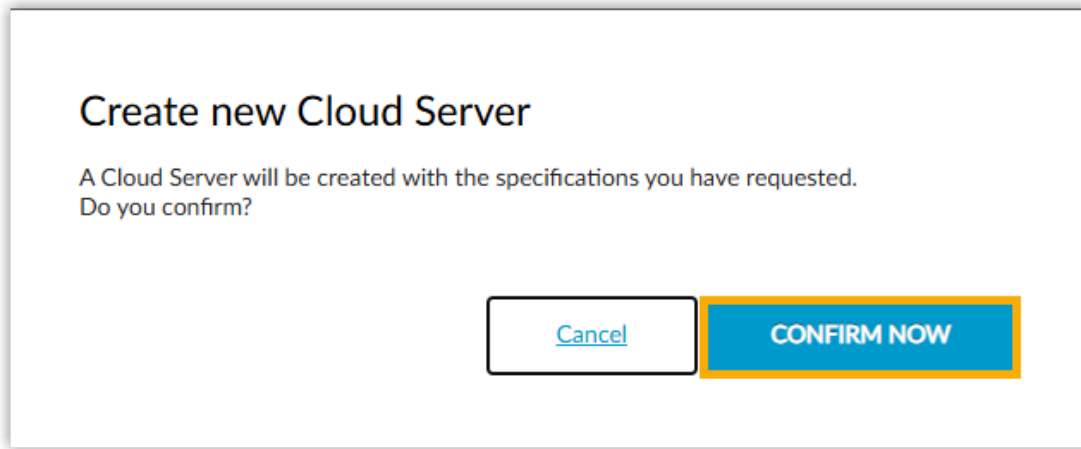 Create new Cloud Server
A Cloud Server will be created with the specifications you have requested.
Do you confirm?
Cancel
CONFIRM NOW